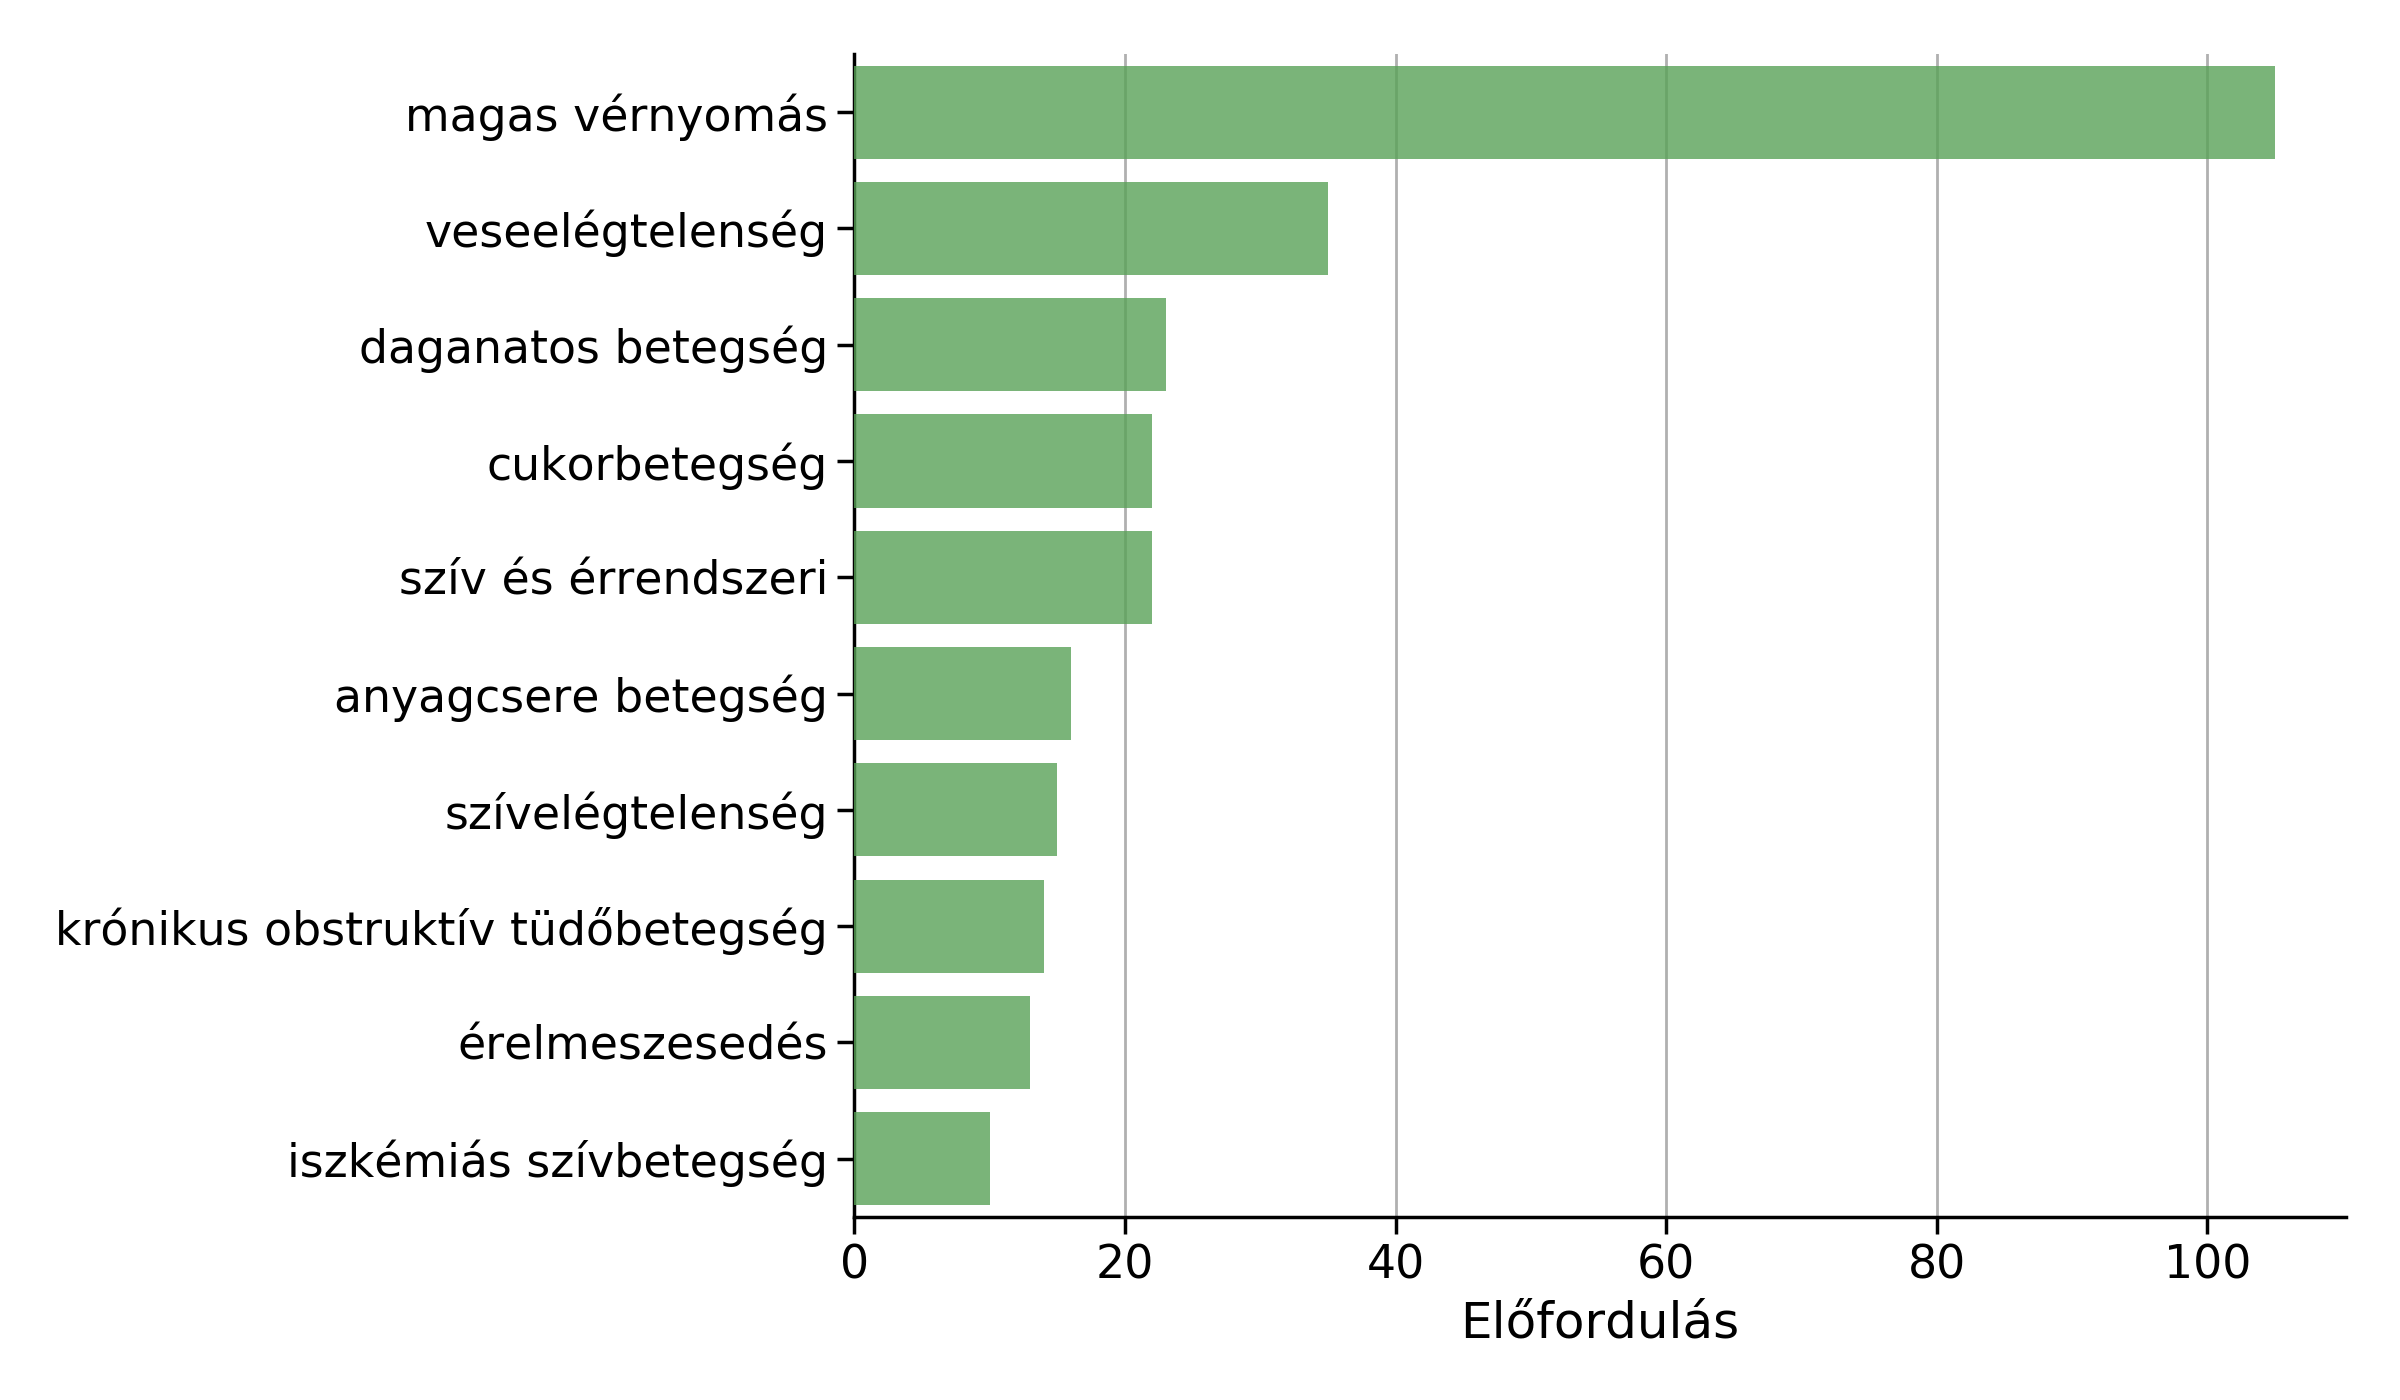 magas vérnyomás
veseelégtelenség
daganatos betegség
cukorbetegség
szív és érrendszeri
anyagcsere betegség
szívelégtelenség
krónikus obstruktív tüdőbetegség
érelmeszesedés
iszkémiás szívbetegség
0 20 40 60 80 100
Előfordulás